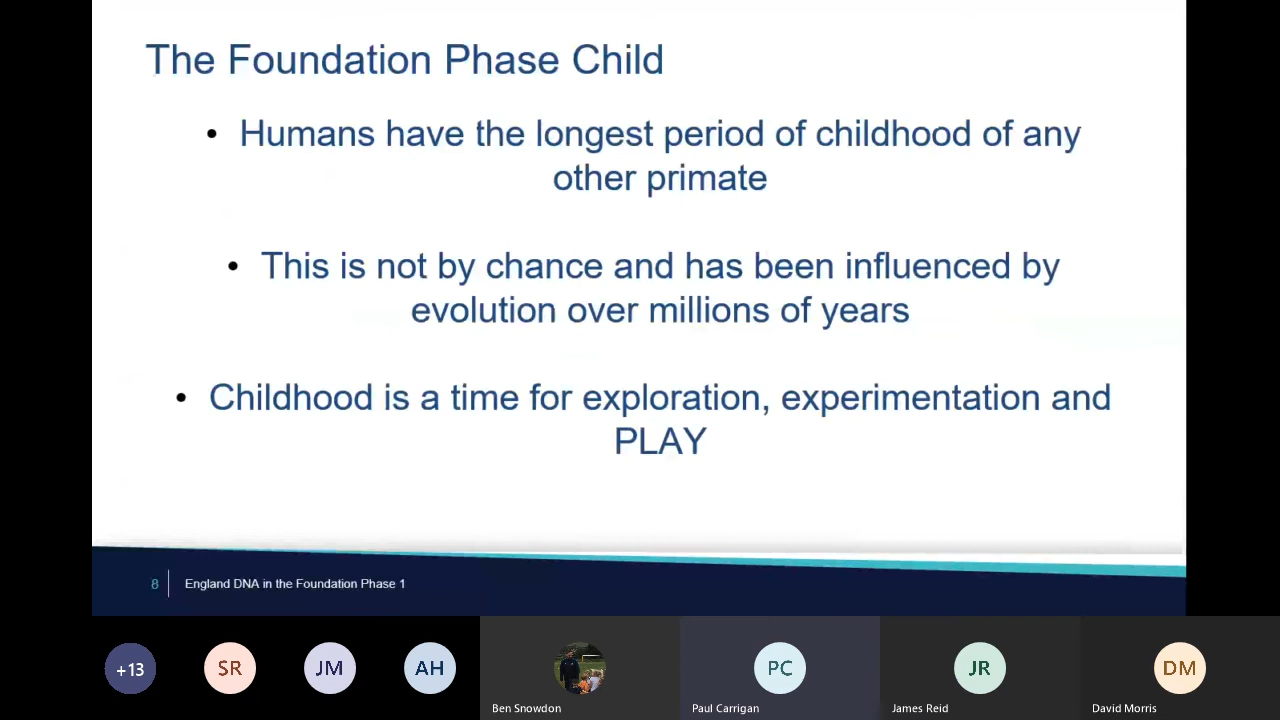 The Foundation Phase Child
• Humans have the longest period of childhood of any
other primate
• This is not by chance and has been influenced by
evolution over millions of years
• Childhood is a time for exploration, experimentation and
PLAY
8 England DNA in the Foundation Phase 1
+13
SR
JM
AH
PC
JR
DM
Ben Snowdon
Paul Carrigan
James Reid
David Morris